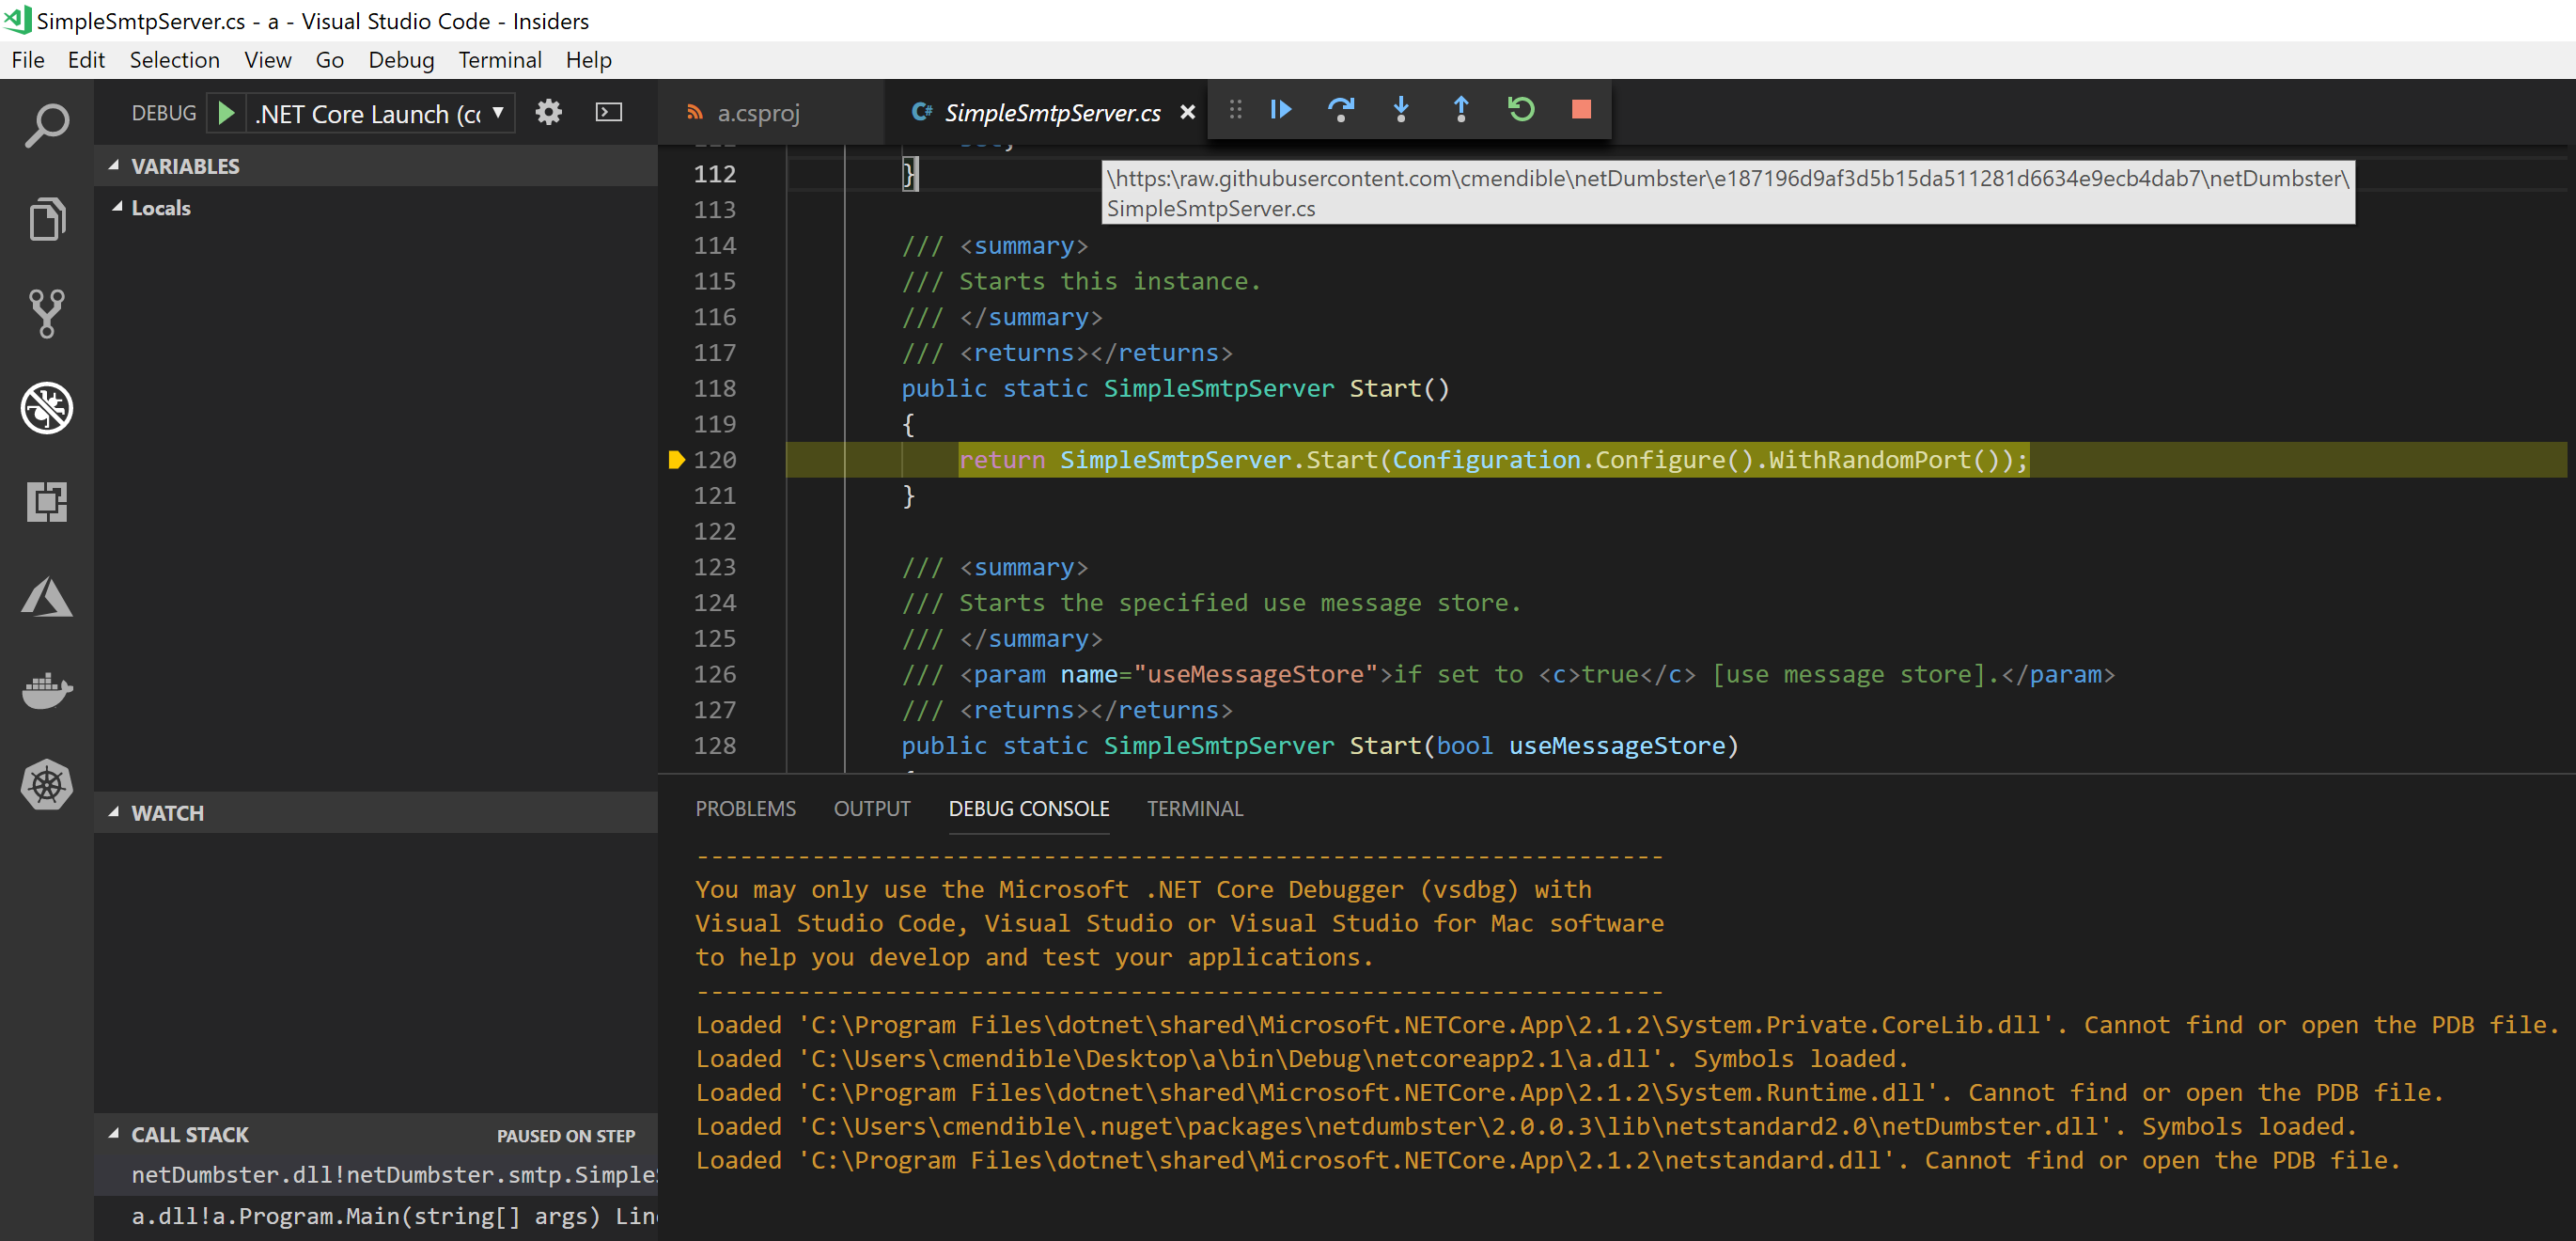 SimpleSmtpServer.cs - a - Visual Studio Code - Insiders
File Edit Selection View Go Debug Terminal Help
DEBUG .NET Core Launch (cc
VARIABLES
Locals
WATCH
CALL STACK PAUSED ON STEP
netDumbster.dll!netDumbster.smtp.Simple
a.dll!a.Program.Main(string[] args) Lin
a.csproj C# SimpleSmtpServer.cs
112 }
\https:\raw.githubusercontent.com\cmendible\netDumbster\e187196d9af3d5b15da511281d6634e9ecb4dab7\netDumbster\
SimpleSmtpServer.cs
113
114 /// <summary>
115 /// Starts this instance.
116 /// </summary>
117 /// <returns></returns>
118 public static SimpleSmtpServer Start()
119 {
120 return SimpleSmtpServer.Start(Configuration.Configure().WithRandomPort());
121 }
122
123 /// <summary>
124 /// Starts the specified use message store.
125 /// </summary>
126 /// <param name="useMessageStore">if set to <c>true</c> [use message store].</param>
127 /// <returns></returns>
128 public static SimpleSmtpServer Start(bool useMessageStore)
PROBLEMS OUTPUT DEBUG CONSOLE TERMINAL
-------------------------------------------------------------------
You may only use the Microsoft .NET Core Debugger (vsdbg) with
Visual Studio Code, Visual Studio or Visual Studio for Mac software
to help you develop and test your applications.
-------------------------------------------------------------------
Loaded 'C:\Program Files\dotnet\shared\Microsoft.NETCore.App\2.1.2\System.Private.CoreLib.dll'. Cannot find or open the PDB file.
Loaded 'C:\Users\cmendible\Desktop\a\bin\Debug\netcoreapp2.1\a.dll'. Symbols loaded.
Loaded 'C:\Program Files\dotnet\shared\Microsoft.NETCore.App\2.1.2\System.Runtime.dll'. Cannot find or open the PDB file.
Loaded 'C:\Users\cmendible\.nuget\packages\netdumbster\2.0.0.3\lib\netstandard2.0\netDumbster.dll'. Symbols loaded.
Loaded 'C:\Program Files\dotnet\shared\Microsoft.NETCore.App\2.1.2\netstandard.dll'. Cannot find or open the PDB file.